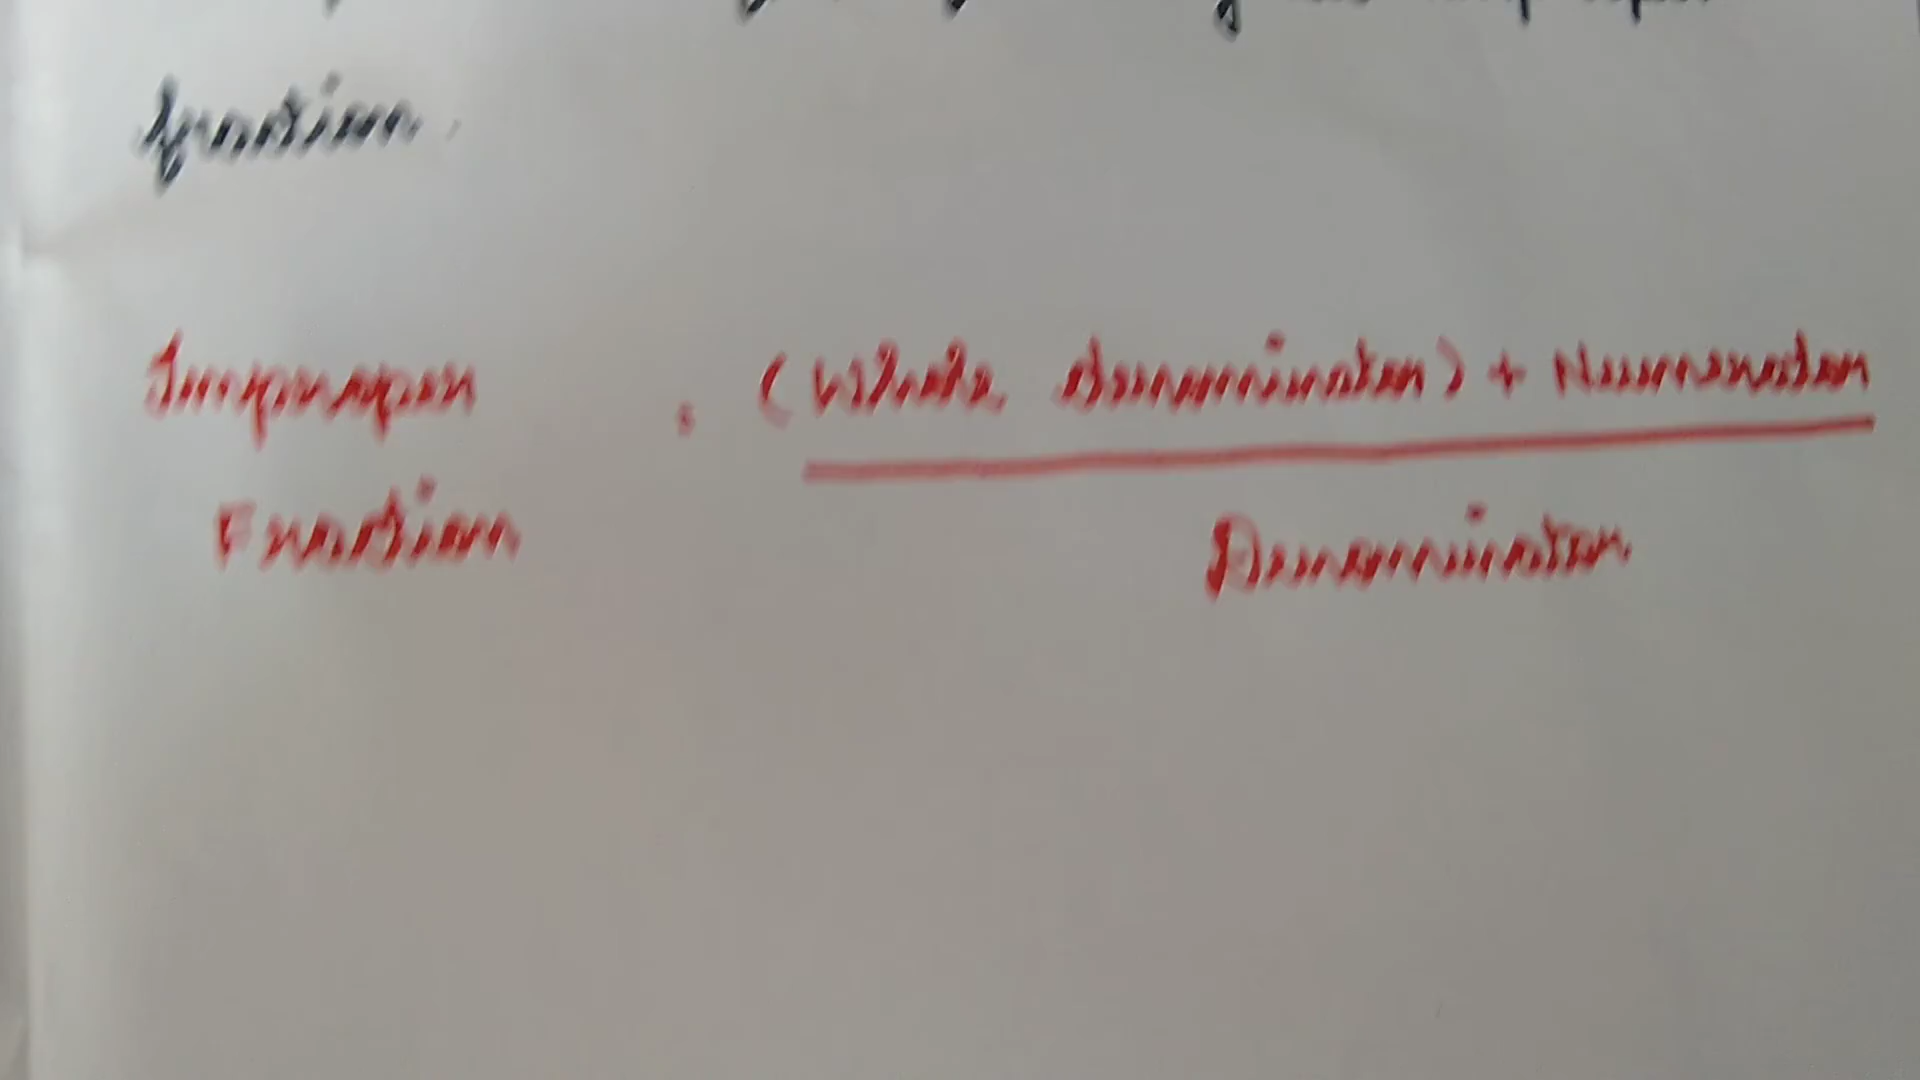 fraction.
Improper : (Whole Denominator) + Numerator
Fraction Denominator